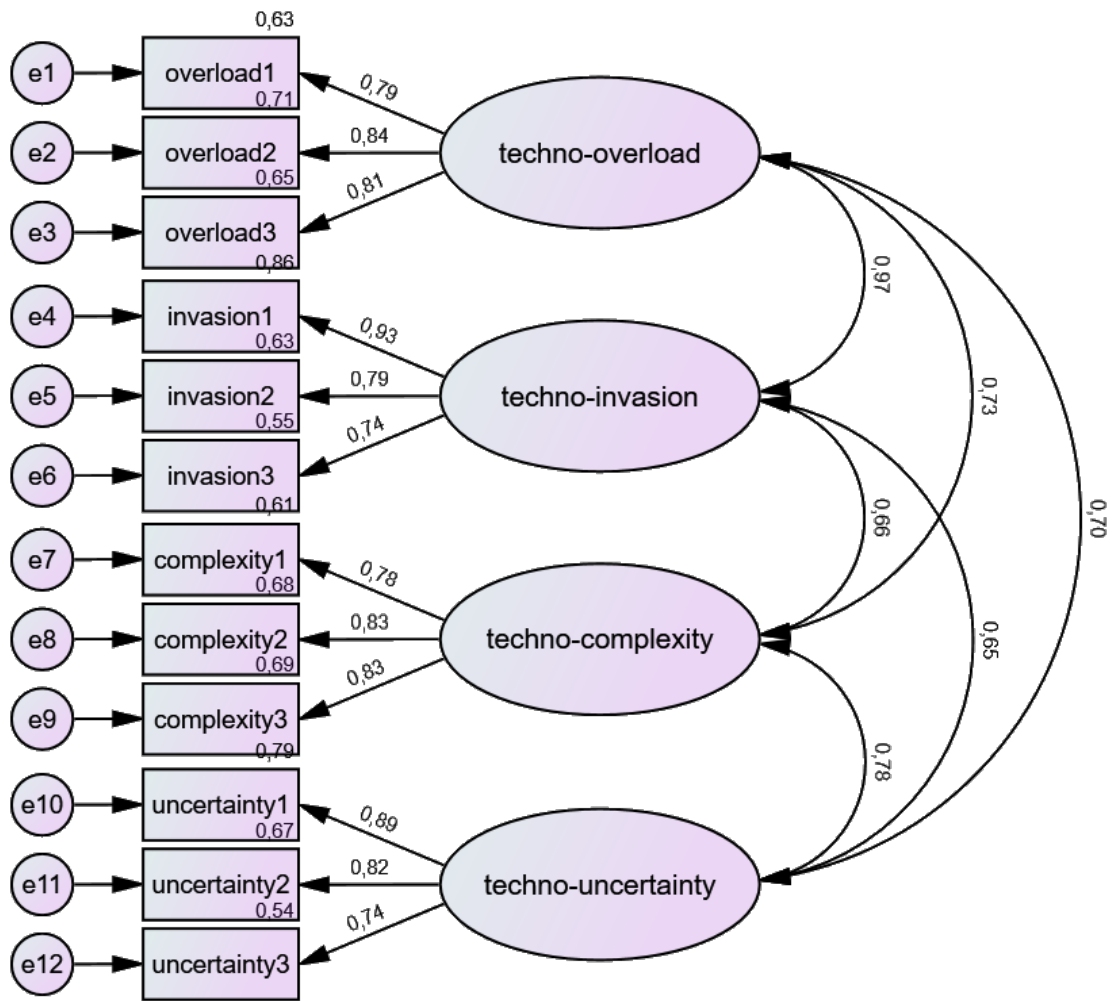 0,63
e1
overload1
0,79
techno-overload
0,71
e2
overload2
0,84
0,65
e3
overload3
0,81
0,97
0,86
e4
invasion1
0,93
techno-invasion
0,63
e5
invasion2
0,79
0,73
0,55
e6
invasion3
0,74
0,66
0,70
0,61
e7
complexity1
0,78
techno-complexity
0,68
e8
complexity2
0,83
0,65
0,69
e9
complexity3
0,83
0,78
0,79
e10
uncertainty1
0,89
techno-uncertainty
0,67
e11
uncertainty2
0,82
0,54
e12
uncertainty3
0,74